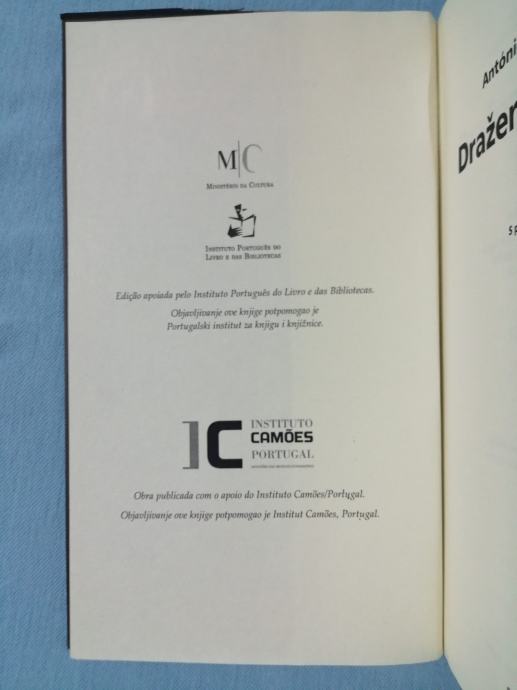 M|C
MINISTÉRIO DA CULTURA
INSTITUTO PORTUGUÊS DO
LIVRO E DAS BIBLIOTECAS
Edição apoiada pelo Instituto Português do Livro e das Bibliotecas.
Objavljivanje ove knjige potpomogao je
Portugalski institut za knjigu i knjižnice.
IC
INSTITUTO
CAMÕES
PORTUGAL
Obra publicada com o apoio do Instituto Camões/Portugal.
Objavljivanje ove knjige potpomogao je Institut Camões, Portugal.
Antóni
Dražen